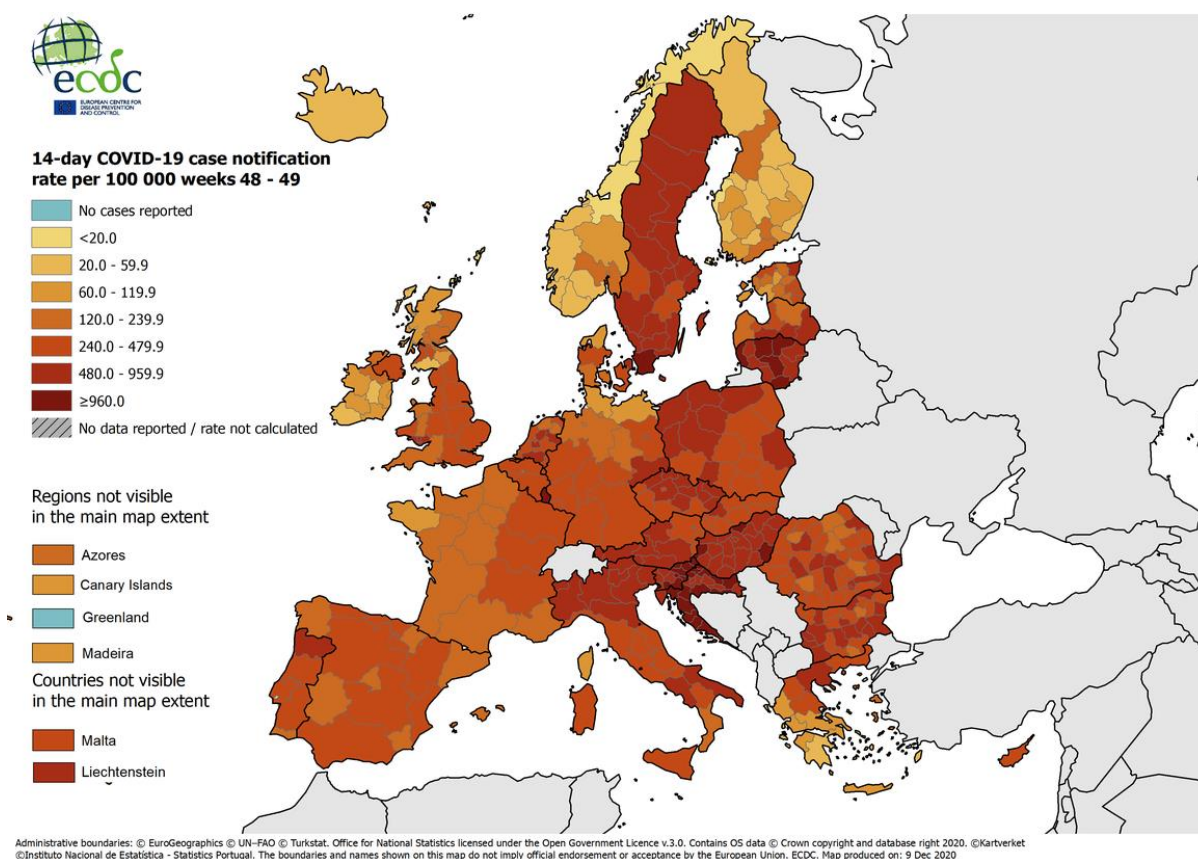 ecdc
EUROPEAN CENTRE FOR
DISEASE PREVENTION
AND CONTROL
14-day COVID-19 case notification
rate per 100 000 weeks 48 - 49
No cases reported
<20.0
20.0 - 59.9
60.0 - 119.9
120.0 - 239.9
240.0 - 479.9
480.0 - 959.9
≥960.0
No data reported / rate not calculated
Regions not visible
in the main map extent
Azores
Canary Islands
Greenland
Madeira
Countries not visible
in the main map extent
Malta
Liechtenstein
Administrative boundaries: © EuroGeographics © UN–FAO © Turkstat. Office for National Statistics licensed under the Open Government Licence v.3.0. Contains OS data © Crown copyright and database right 2020. ©Kartverket
©Instituto Nacional de Estatística - Statistics Portugal. The boundaries and names shown on this map do not imply official endorsement or acceptance by the European Union. ECDC. Map produced on: 9 Dec 2020